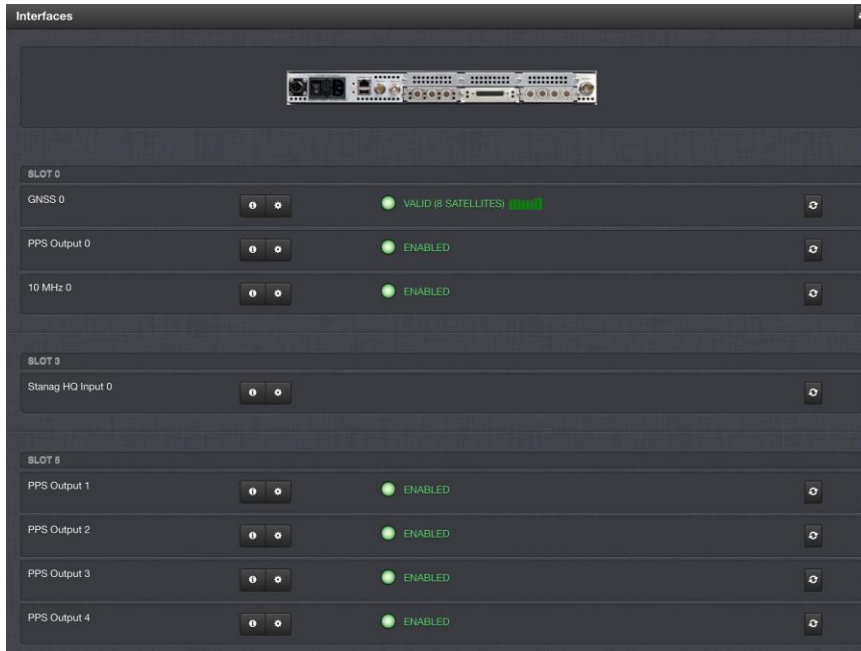 Interfaces
SLOT 0
GNSS 0 VALID (8 SATELLITES)
PPS Output 0 ENABLED
10 MHz 0 ENABLED
SLOT 3
Stanag HQ Input 0
SLOT 5
PPS Output 1 ENABLED
PPS Output 2 ENABLED
PPS Output 3 ENABLED
PPS Output 4 ENABLED